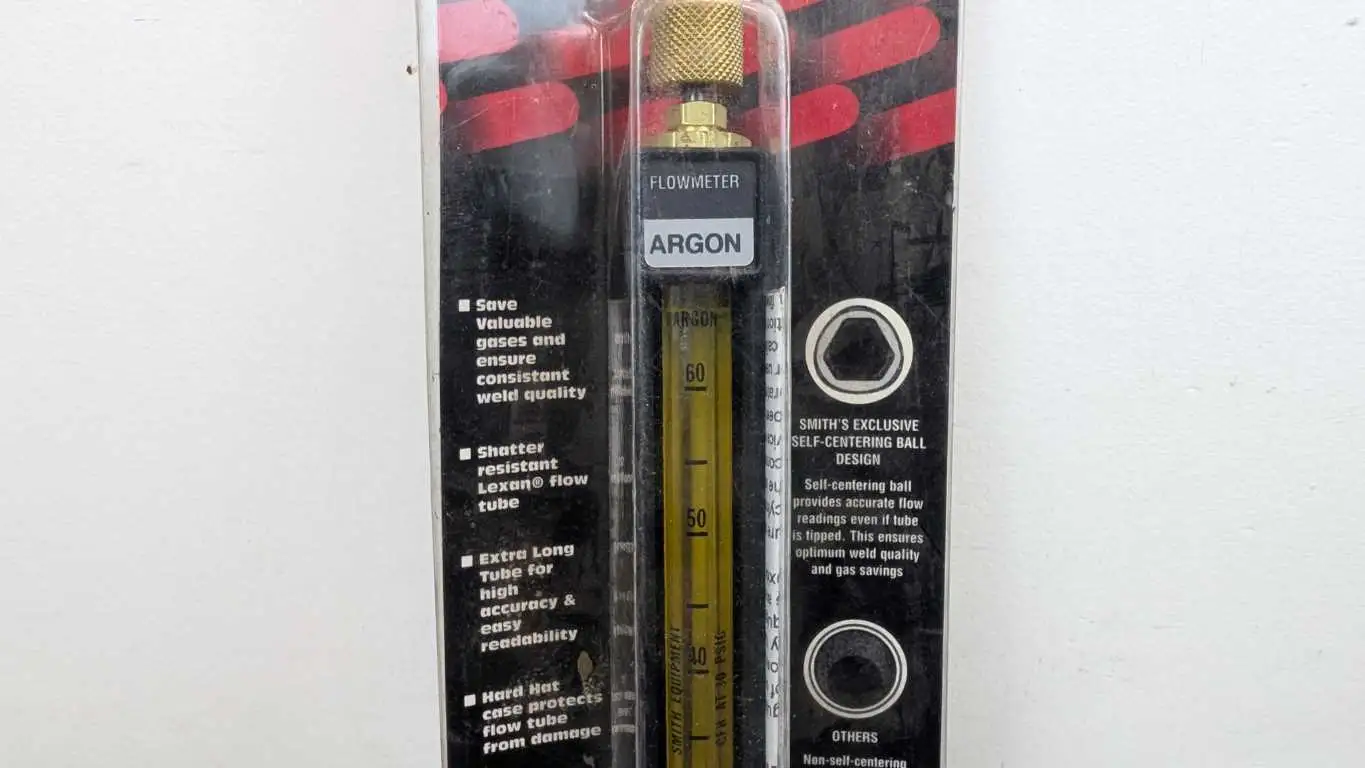 FLOWMETER
ARGON
■ Save
Valuable
gases and
ensure
consistant
weld quality
■ Shatter
resistant
Lexan® flow
tube
■ Extra Long
Tube for
high
accuracy &
easy
readability
■ Hard Hat
case protects
flow tube
from damage
ARGON
60
50
40
SMITH EQUIPMENT
CFH AT 30 PSIG
SMITH'S EXCLUSIVE
SELF-CENTERING BALL
DESIGN
Self-centering ball
provides accurate flow
readings even if tube
is tipped. This ensures
optimum weld quality
and gas savings
OTHERS
Non-self-centering